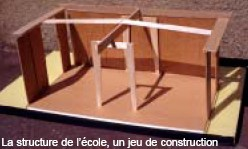 La structure de l'école, un jeu de construction